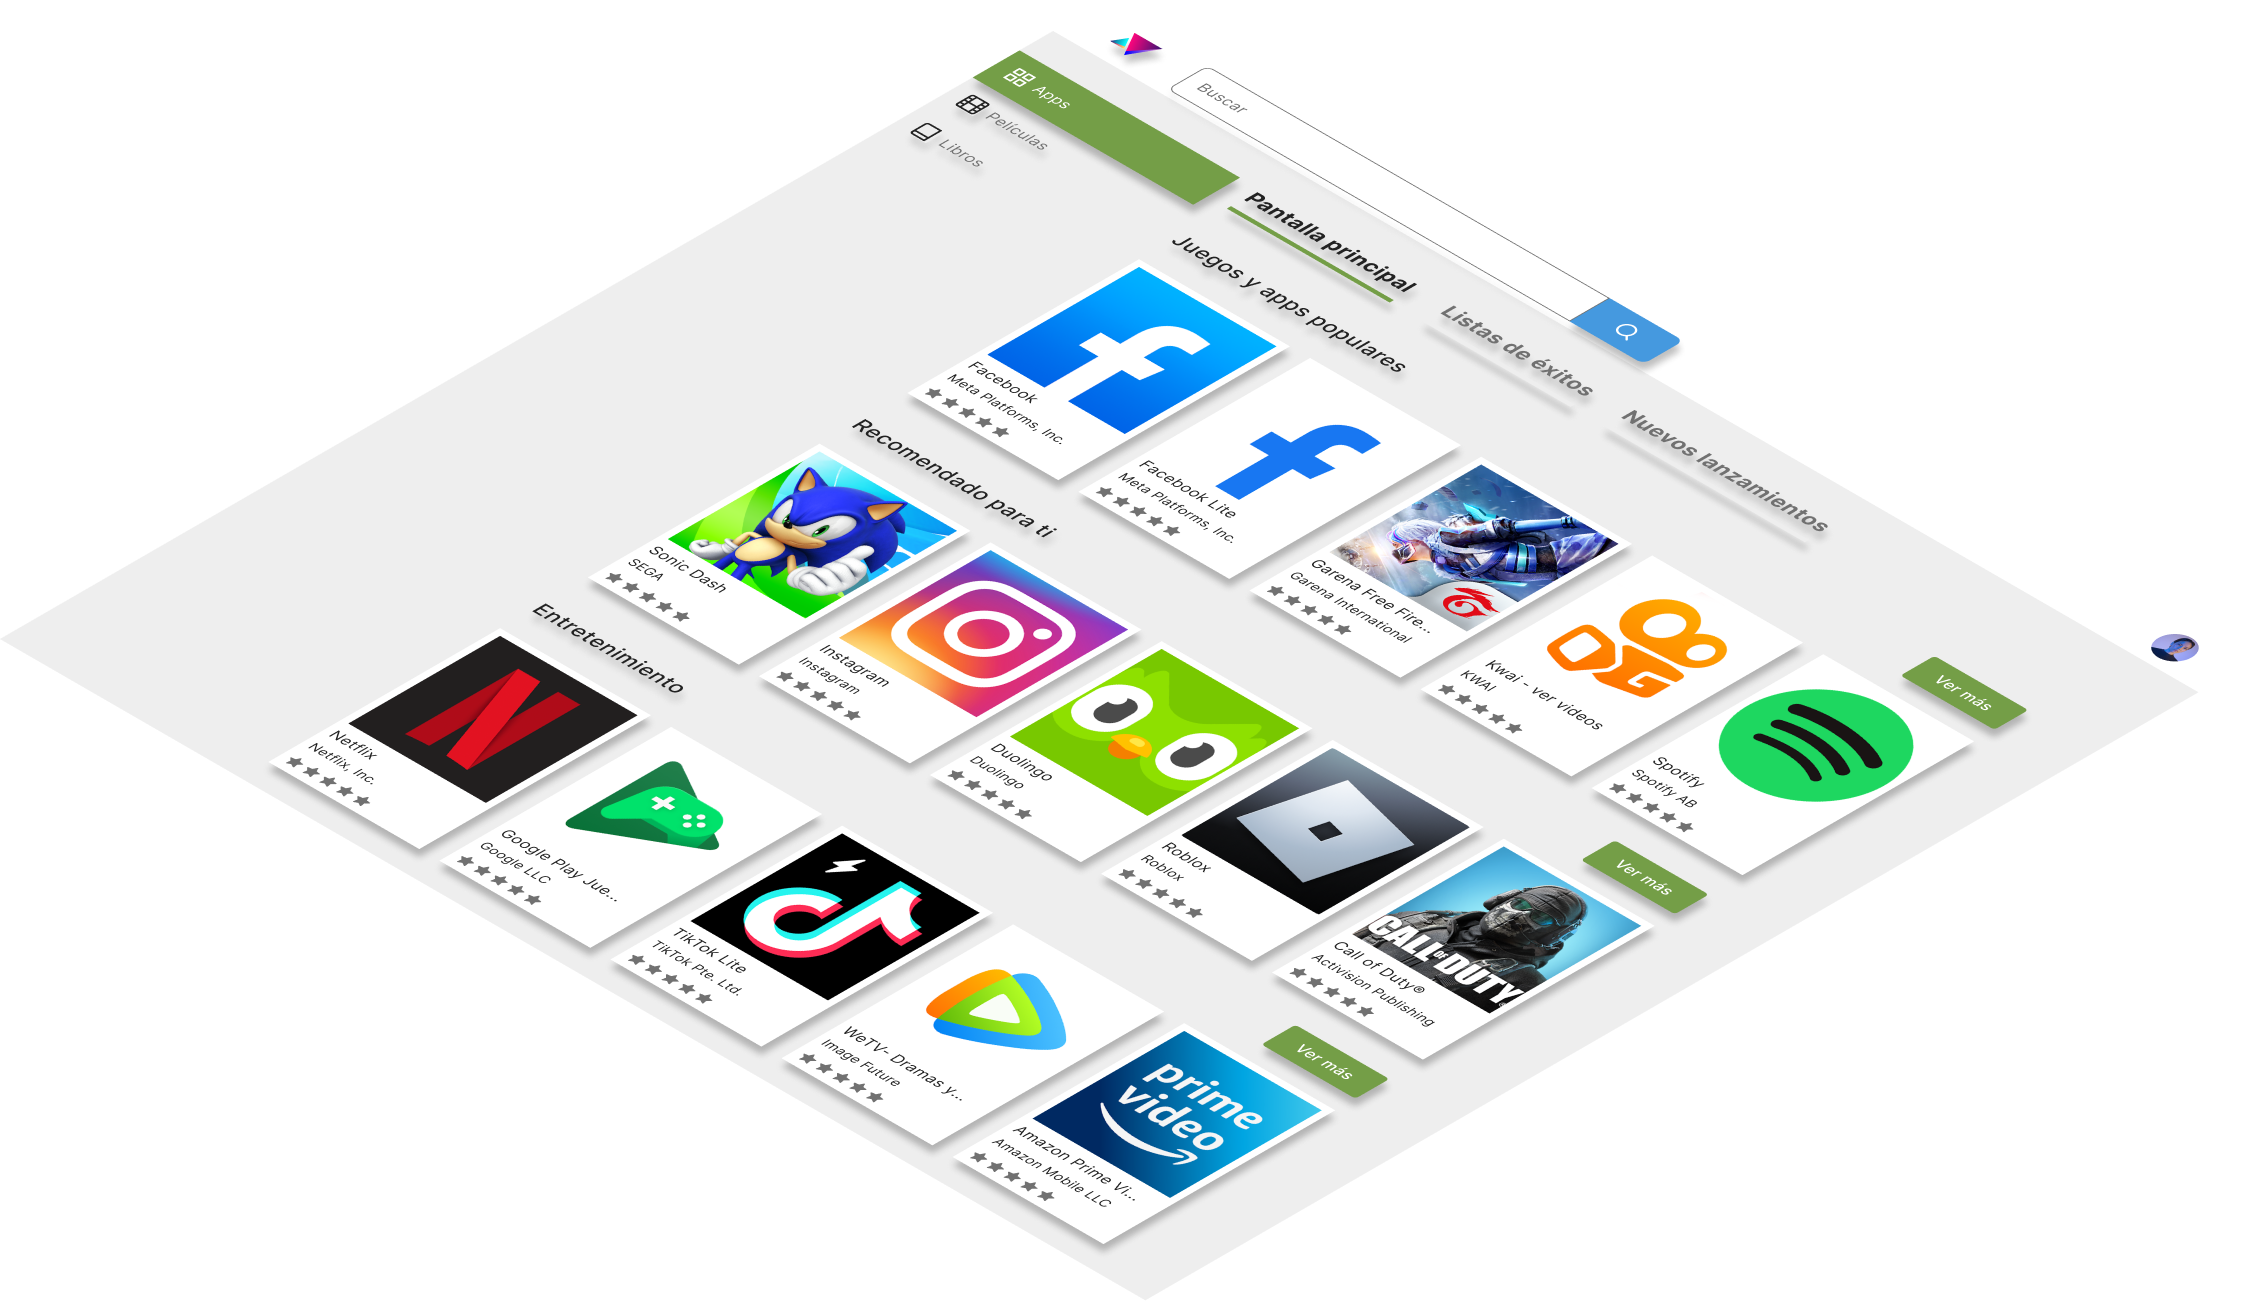 Buscar
Apps
Películas
Libros
Pantalla principal
Listas de éxitos
Nuevos lanzamientos
Juegos y apps populares
Ver más
Facebook
Meta Platforms, Inc.
Facebook Lite
Meta Platforms, Inc.
Garena Free Fire...
Garena International
Kwai - ver videos
KWAI
Spotify
Spotify AB
Recomendado para ti
Ver más
Sonic Dash
SEGA
Instagram
Instagram
Duolingo
Duolingo
Roblox
Roblox
CALL OF DUTY
Call of Duty®
Activision Publishing
Entretenimiento
Ver más
Netflix
Netflix, Inc.
Google Play Jue...
Google LLC
TikTok Lite
TikTok Pte. Ltd.
WeTV- Dramas y...
Image Future
prime
video
Amazon Prime Vi...
Amazon Mobile LLC